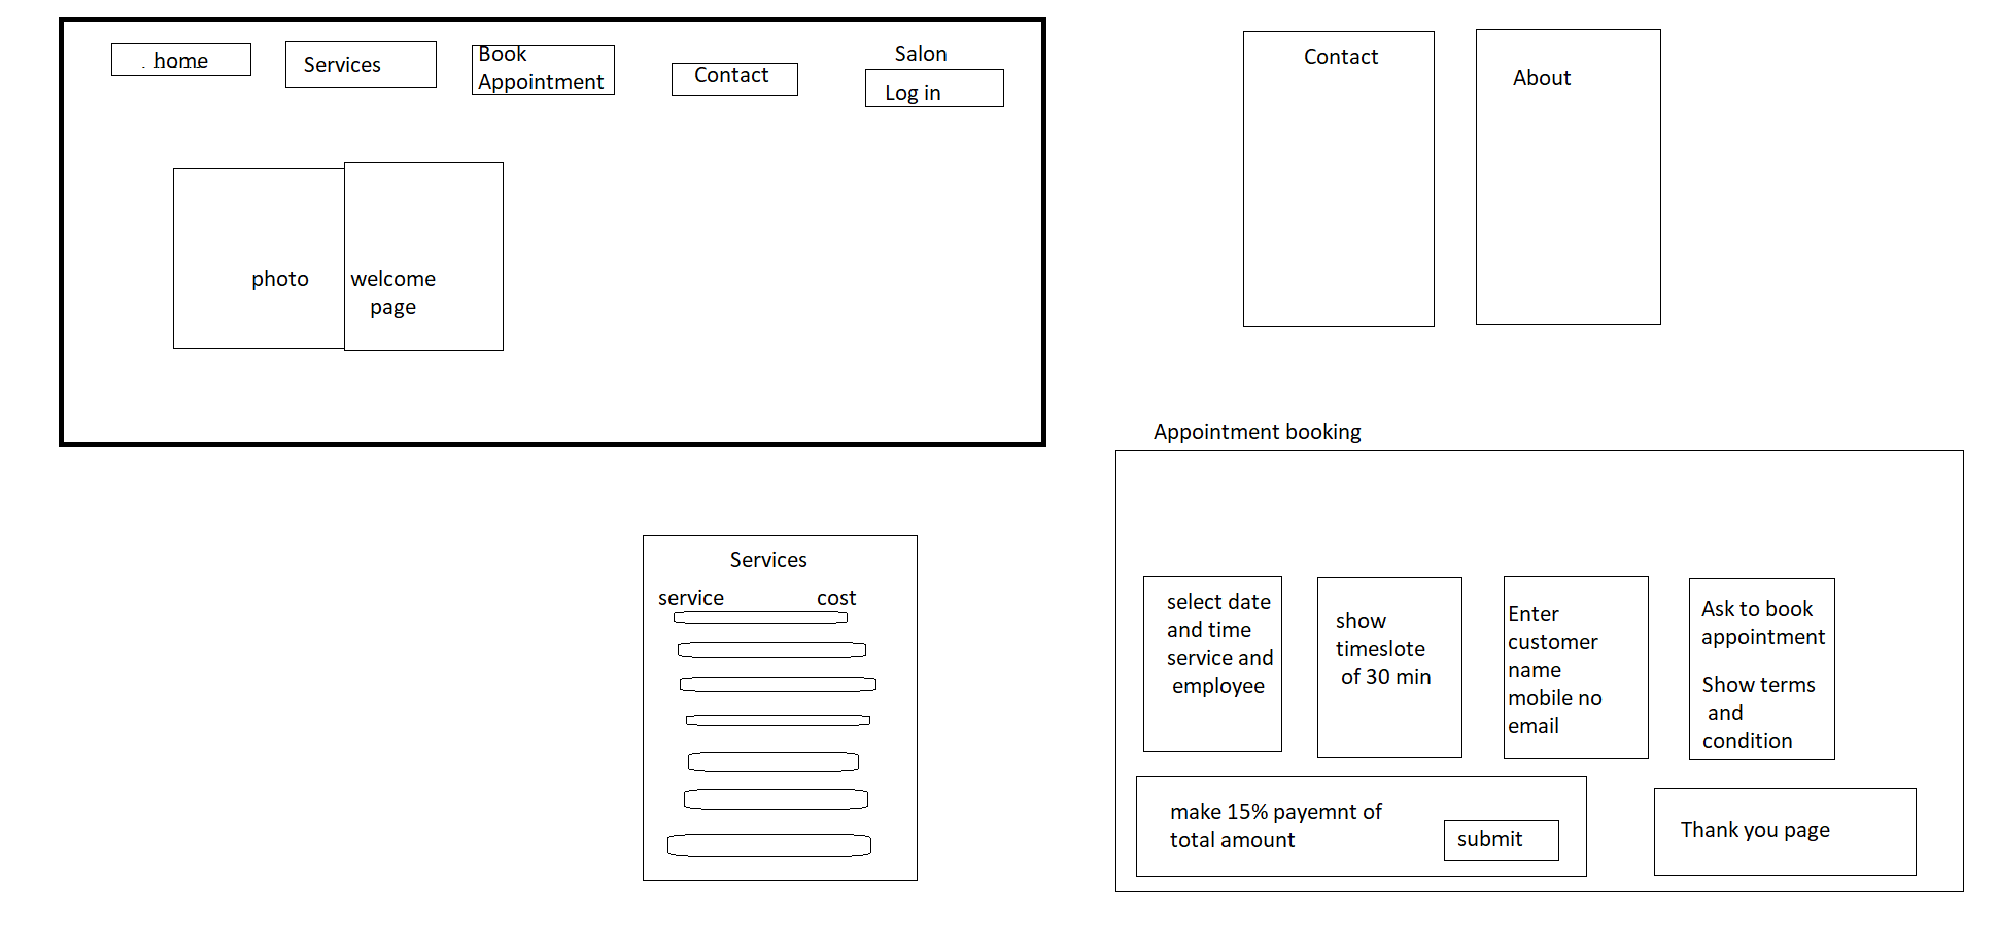 . home
Services
Book
Appointment
Contact
Salon
Log in
photo
welcome
page
Contact
About
Services
service cost
Appointment booking
select date
and time
service and
employee
show
timeslote
of 30 min
Enter
customer
name
mobile no
email
Ask to book
appointment
Show terms
and
condition
make 15% payemnt of
total amount
submit
Thank you page